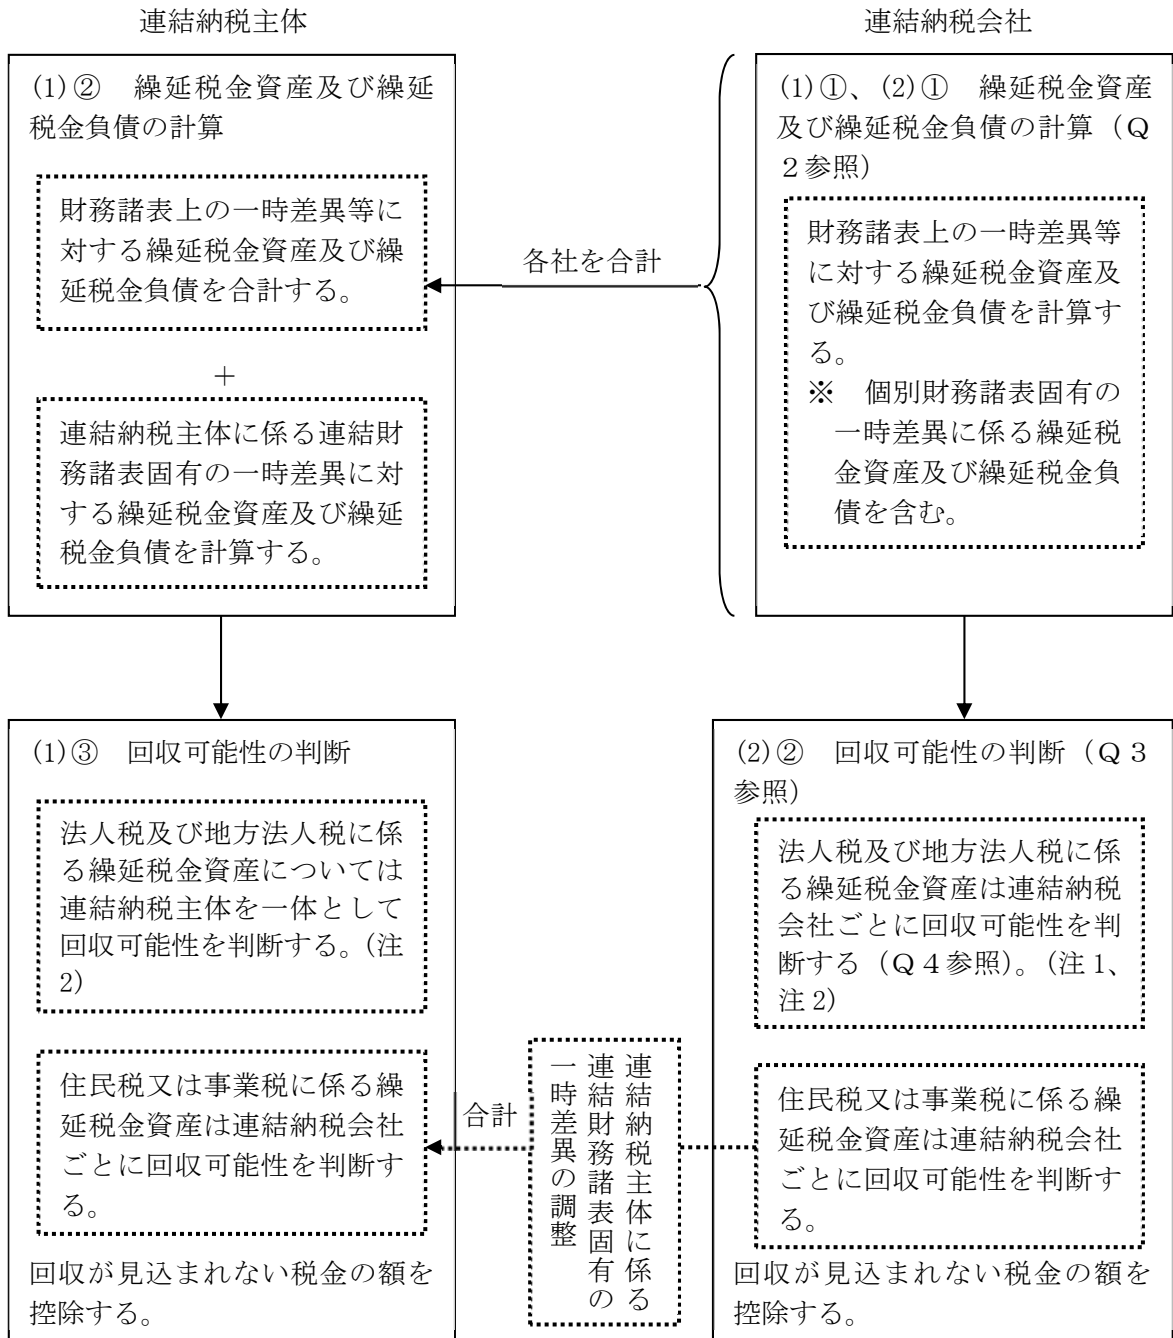 連結納税主体
連結納税会社
(1)② 繰延税金資産及び繰延
税金負債の計算
財務諸表上の一時差異等に
対する繰延税金資産及び繰
延税金負債を合計する。
+
連結納税主体に係る連結財
務諸表固有の一時差異に対
する繰延税金資産及び繰延
税金負債を計算する。
各社を合計
(1)①、(2)① 繰延税金資産
及び繰延税金負債の計算(Q
2参照)
財務諸表上の一時差異等
に対する繰延税金資産及
び繰延税金負債を計算す
る。
※ 個別財務諸表固有の
一時差異に係る繰延税
金資産及び繰延税金負
債を含む。
(1)③ 回収可能性の判断
法人税及び地方法人税に係
る繰延税金資産については
連結納税主体を一体として
回収可能性を判断する。(注
2)
住民税又は事業税に係る繰
延税金資産は連結納税会社
ごとに回収可能性を判断す
る。
回収が見込まれない税金の額を
控除する。
合計
連結納税主体に係る
連結財務諸表固有の
一時差異の調整
(2)② 回収可能性の判断(Q3
参照)
法人税及び地方法人税に係
る繰延税金資産は連結納税
会社ごとに回収可能性を判
断する(Q4参照)。(注1、
注2)
住民税又は事業税に係る繰
延税金資産は連結納税会社
ごとに回収可能性を判断す
る。
回収が見込まれない税金の額を
控除する。